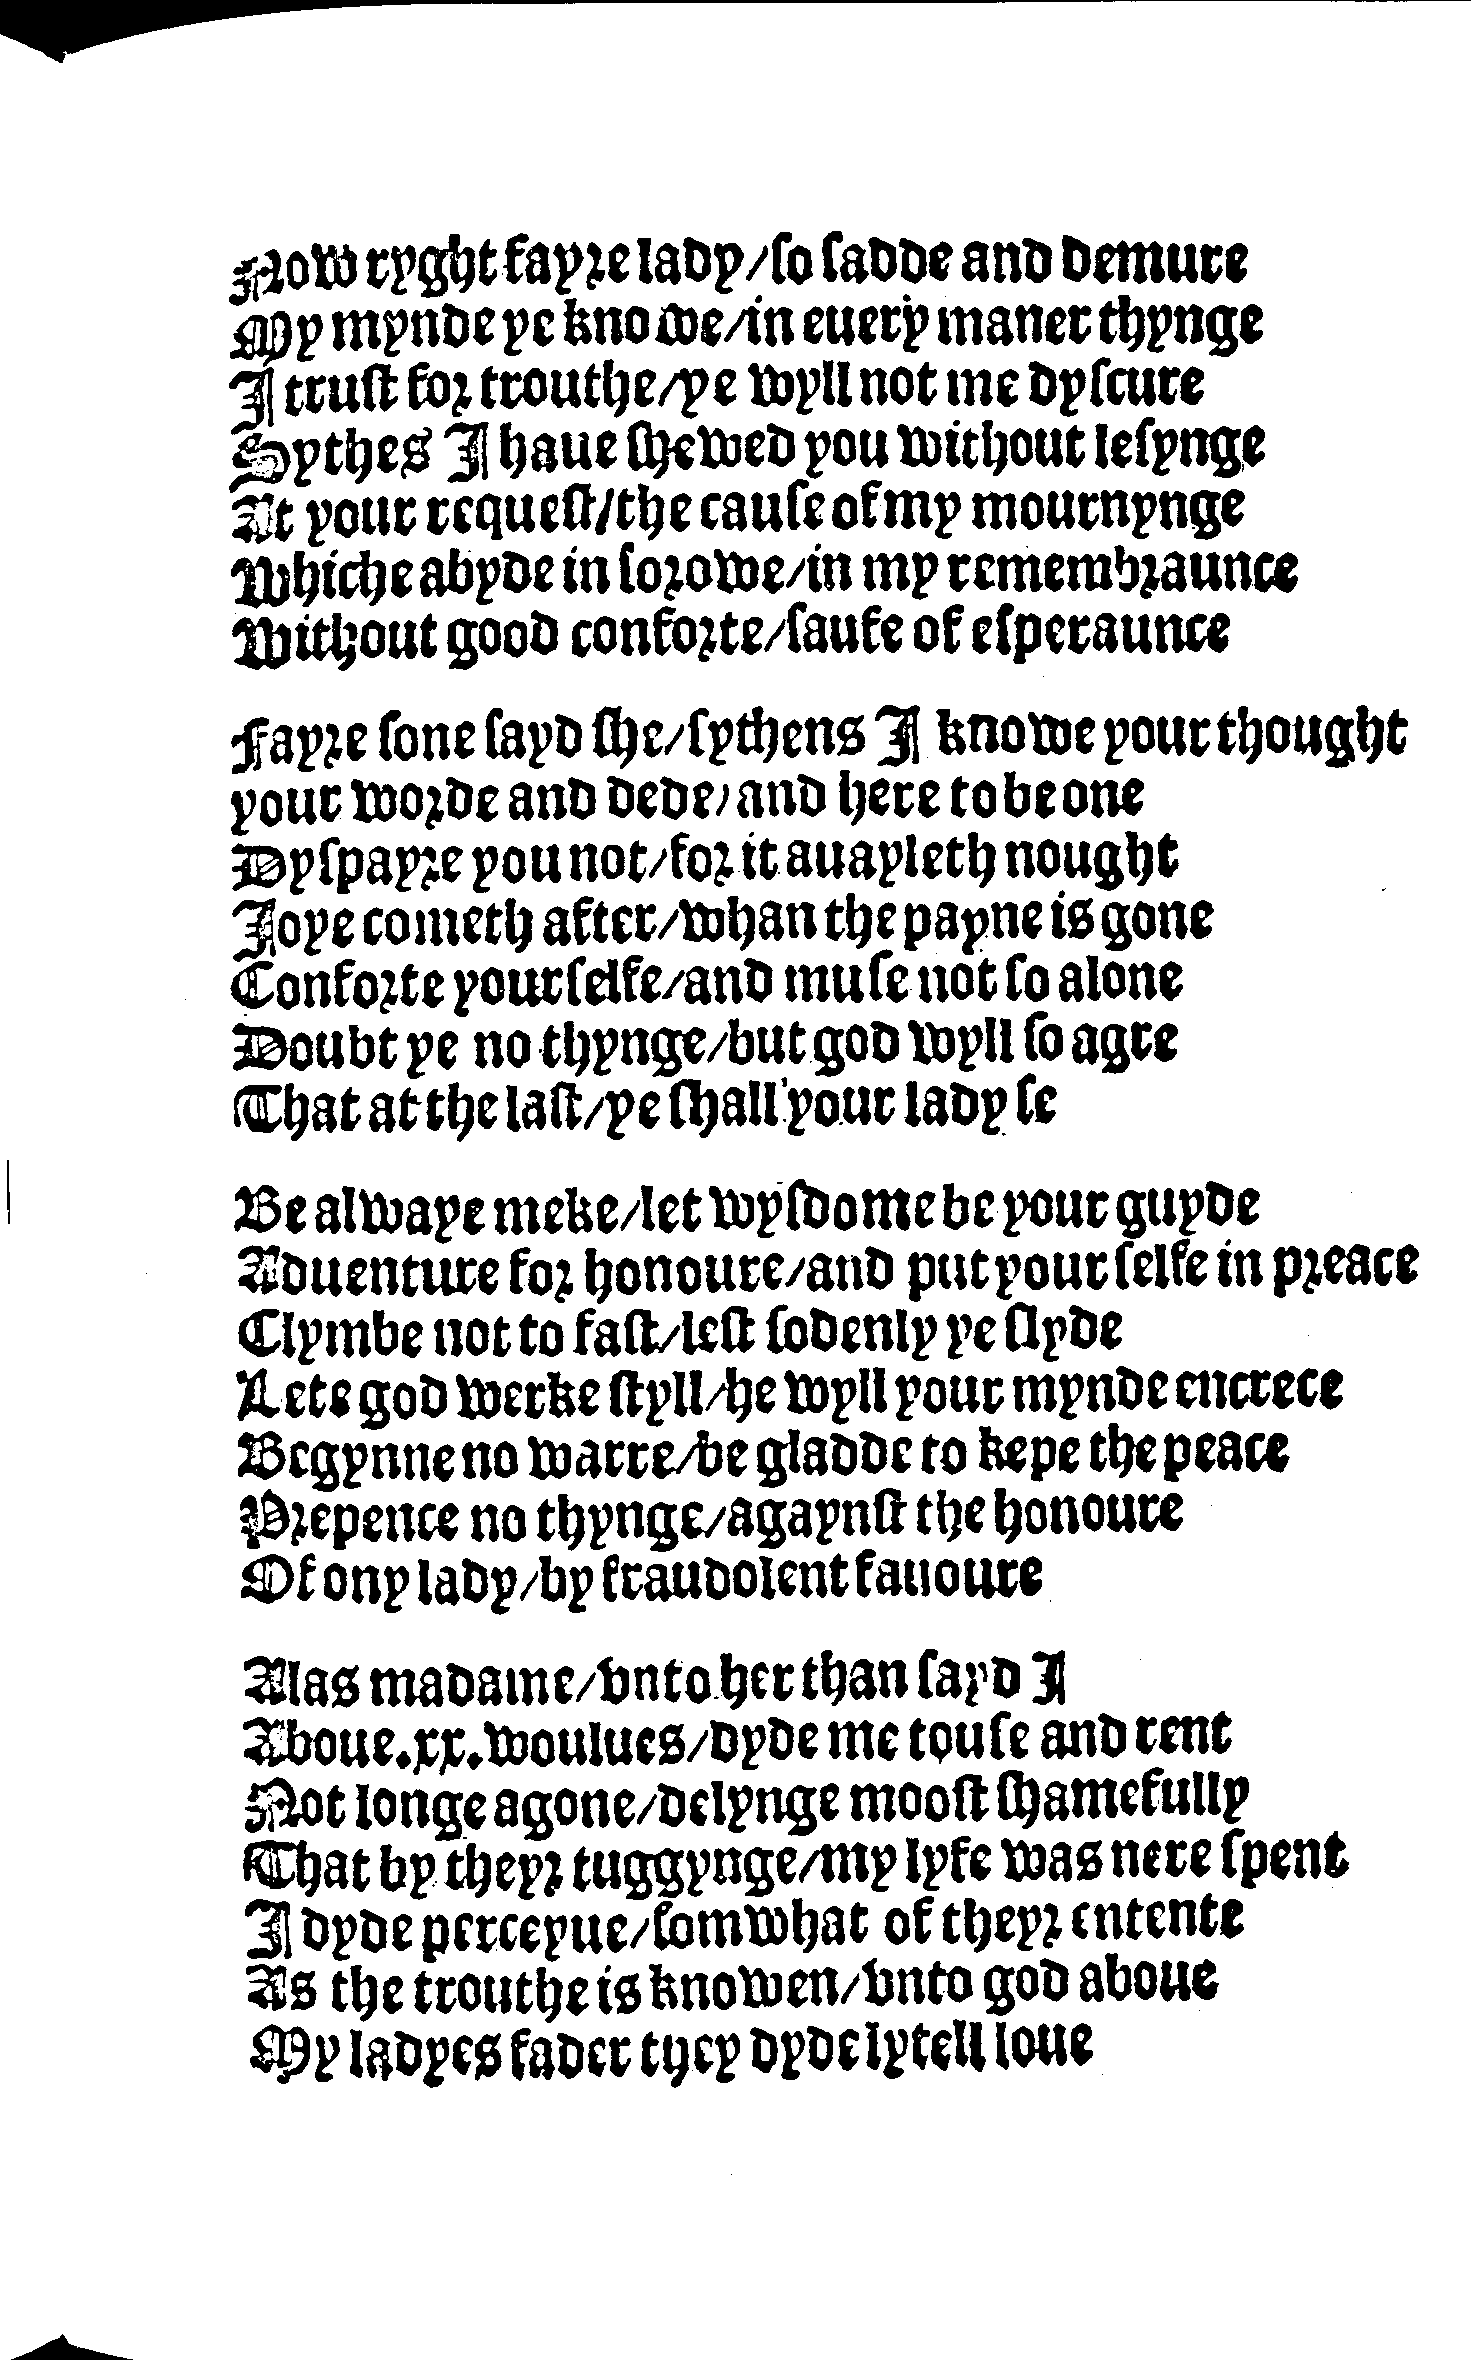 Now ryght fayre lady/so sadde and demure
My mynde ye knowe/in euery maner thynge
I trust for trouthe/ye wyll not me dyscure
Sythes I haue shewed you without lesynge
At your request/the cause of my mournynge
Whiche abyde in sorowe/in my remembraunce
Without good conforte/saufe of esperaunce

Fayre sone sayd she/sythens I knowe your thought
your worde and dede/and here to be one
Dyspayre you not/for it auayleth nought
Joye cometh after/whan the payne is gone
Conforte your selfe/and muse not so alone
Doubt ye no thynge/but god wyll so agre
That at the last/ye shall your lady se

Be alwaye meke/let wysdome be your guyde
Aduenture for honoure/and put your selfe in preace
Clymbe not to fast/lest sodenly ye slyde
Lete god werke styll/he wyll your mynde encrece
Begynne no warre/be gladde to kepe the peace
Prepence no thynge/agaynst the honoure
Of ony lady/by fraudolent fauoure

Alas madame/vnto her than sayd I
Aboue.xx.woulues/dyde me touse and rent
Not longe agone/delynge moost shamefully
That by theyr tuggynge/my lyfe was nere spent
I dyde perceyue/somwhat of theyr entente
As the trouthe is knowen/vnto god aboue
My ladyes fader they dyde lytell loue